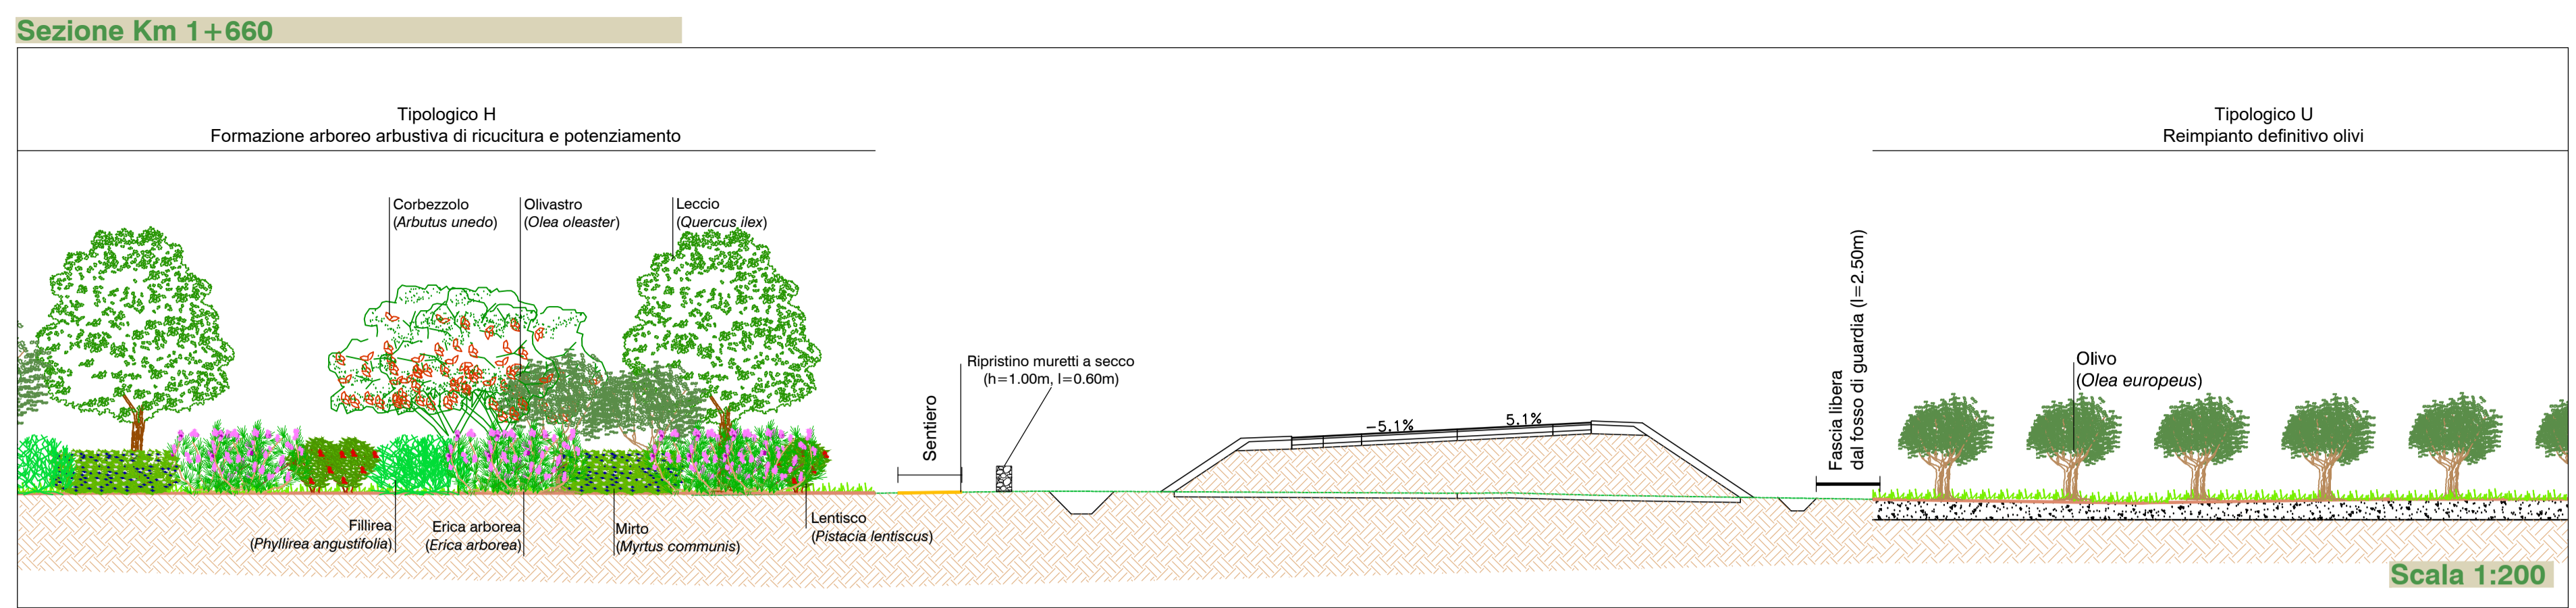 Sezione Km 1+660
Tipologico H
Formazione arboreo arbustiva di ricucitura e potenziamento
Tipologico U
Reimpianto definitivo olivi
Corbezzolo
(Arbutus unedo)
Olivastro
(Olea oleaster)
Leccio
(Quercus ilex)
Sentiero
Ripristino muretti a secco
(h=1.00m, l=0.60m)
-5.1%
5.1%
Fascia libera
dal fosso di guardia (l=2.50m)
Olivo
(Olea europeus)
Fillirea
(Phyllirea angustifolia)
Erica arborea
(Erica arborea)
Mirto
(Myrtus communis)
Lentisco
(Pistacia lentiscus)
Scala 1:200